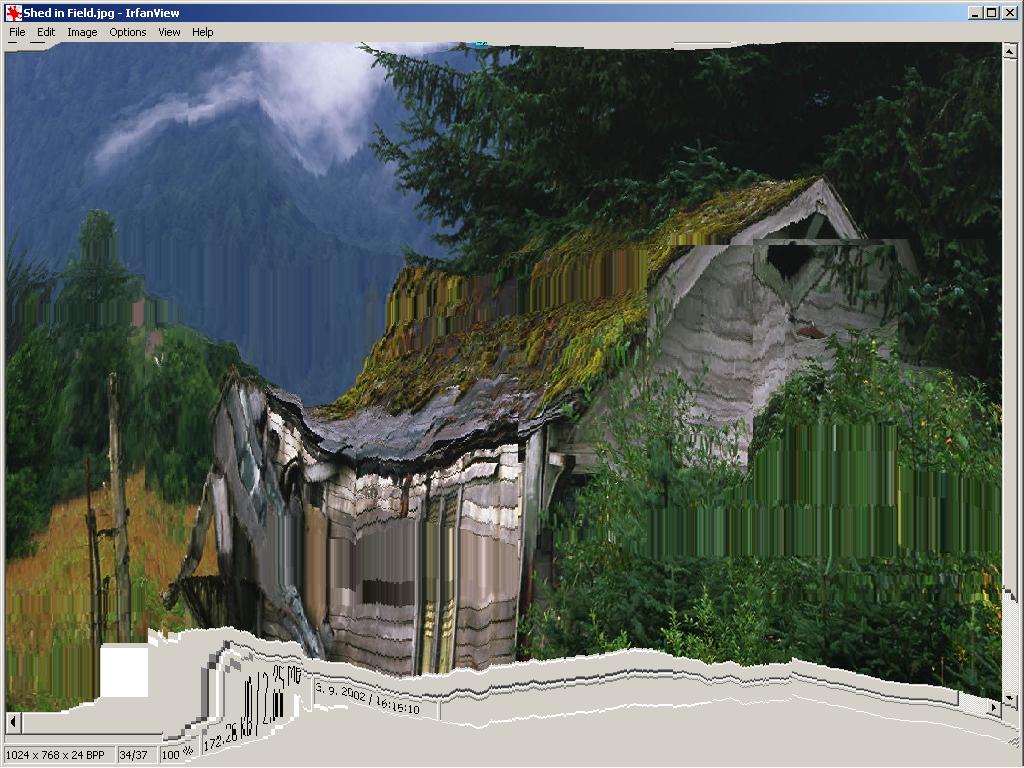 Shed in Field.jpg - IrfanView
File Edit Image Options View Help
1024 x 768 x 24 BPP 34/37 100 % 172.26 KB / 2.25 MB 3. 9. 2002 / 16:16:10